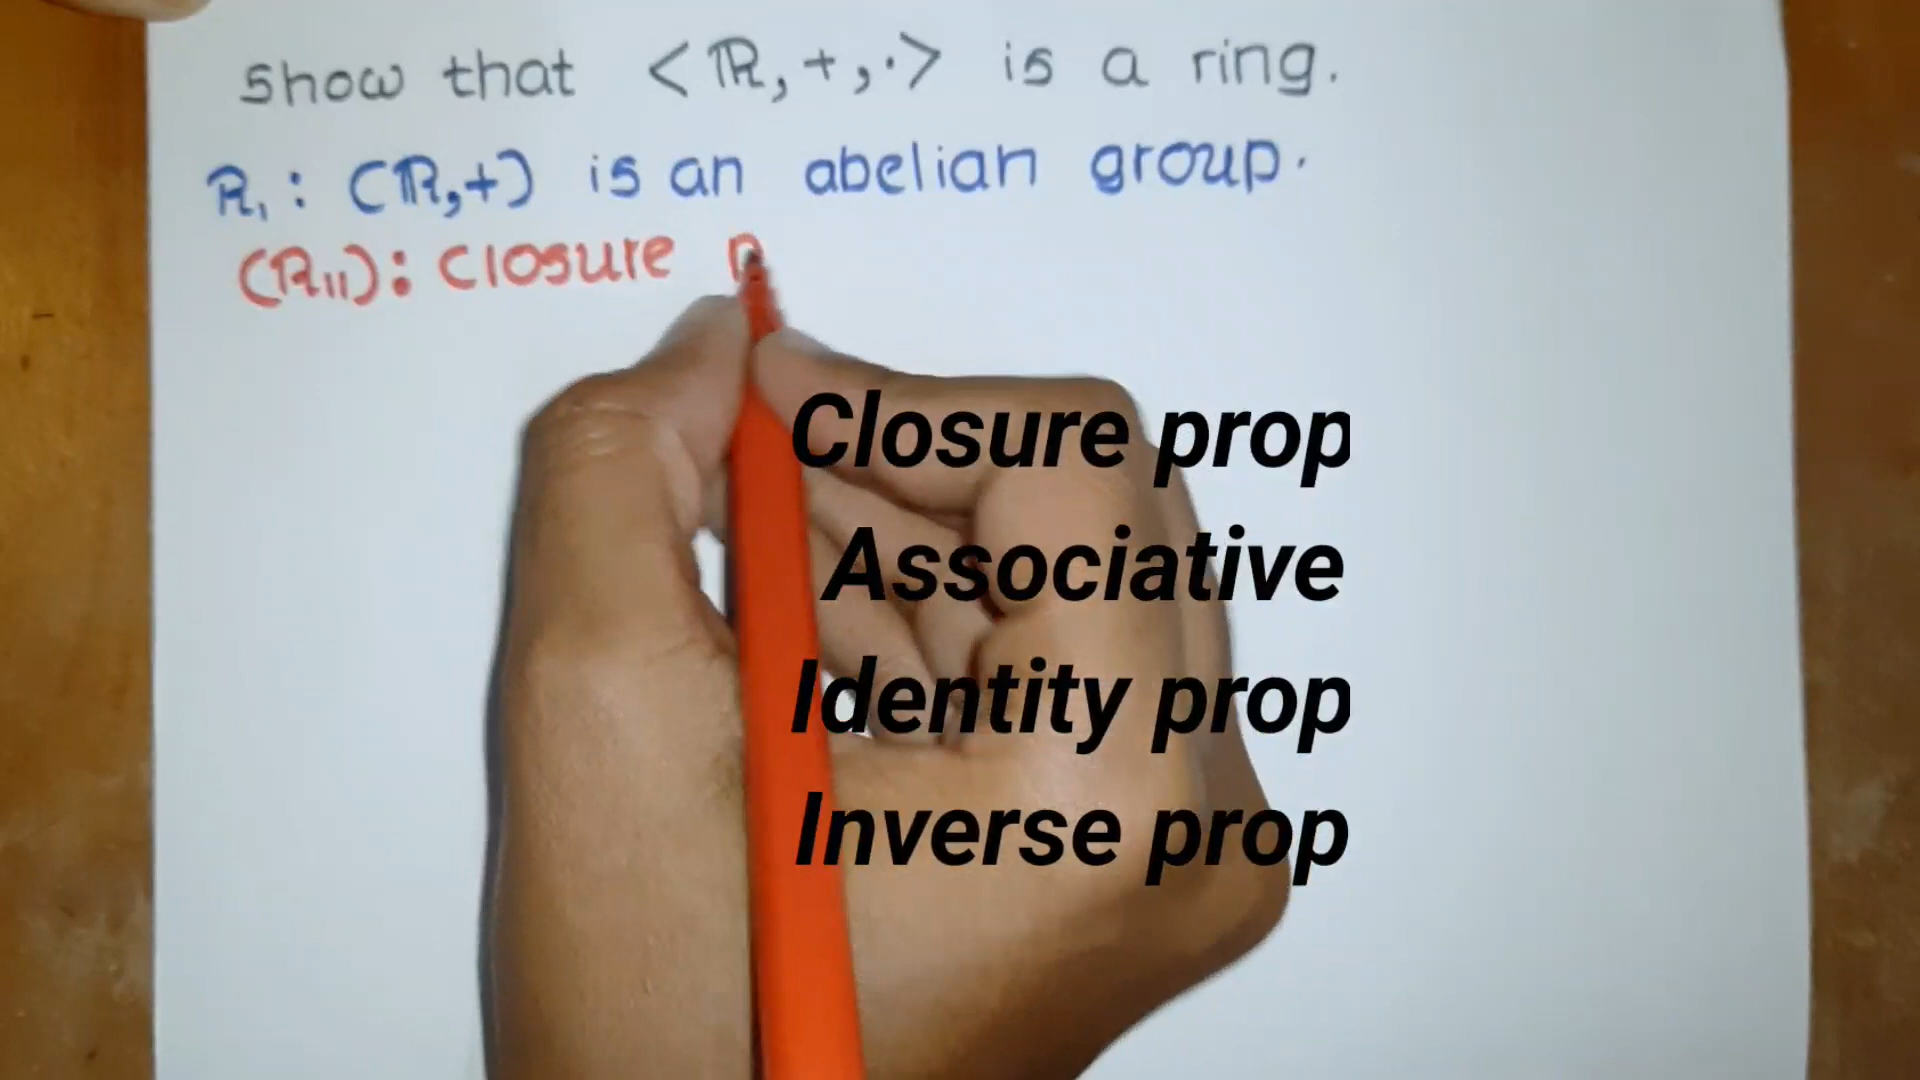 Show that <ℝ, +, ·> is a ring.
R₁ : (ℝ,+) is an abelian group.
(R₁₁): Closure p
Closure prop
Associative
Identity prop
Inverse prop